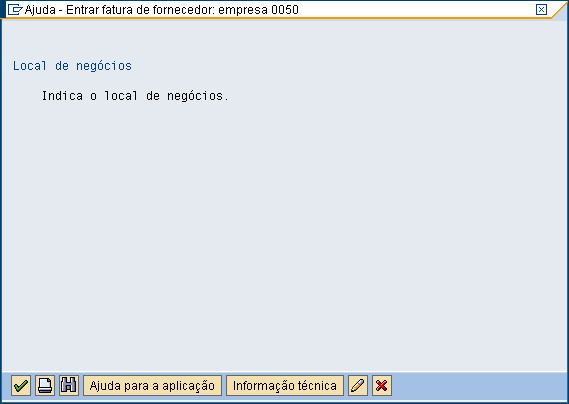 Ajuda - Entrar fatura de fornecedor: empresa 0050
Local de negócios
Indica o local de negócios.
Ajuda para a aplicação Informação técnica